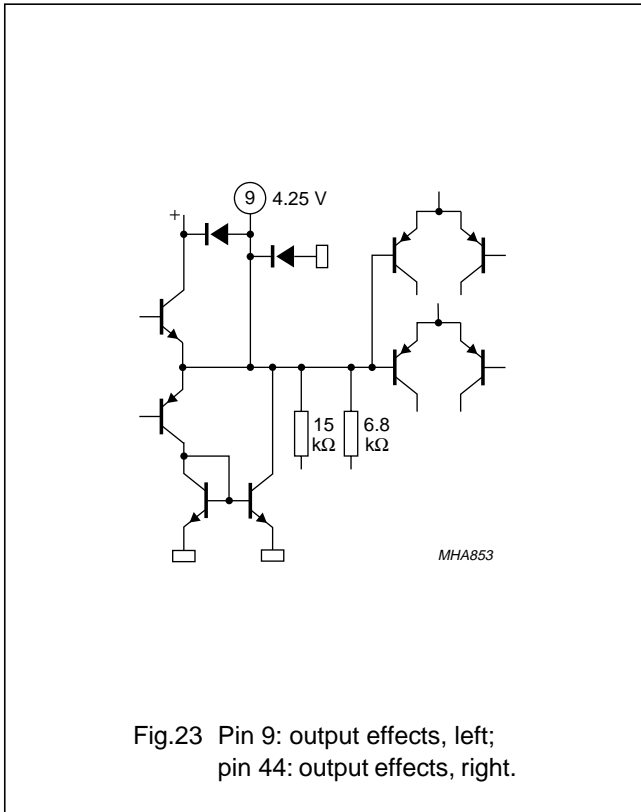 9 4.25 V
+
15 kΩ
6.8 kΩ
MHA853
Fig.23 Pin 9: output effects, left;
pin 44: output effects, right.